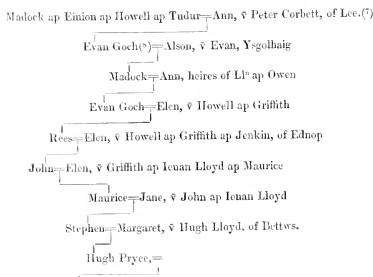 Madock ap Einion ap Howell ap Tudur=Ann, v̄ Peter Corbett, of Lee.(⁷)
Evan Goch(⁸)=Alson, v̄ Evan, Ysgolhaig
Madock=Ann, heires of Llⁿ ap Owen
Evan Goch=Elen, v̄ Howell ap Griffith
Rees=Elen, v̄ Howell ap Griffith ap Jenkin, of Ednop
John=Elen, v̄ Griffith ap Ieuan Lloyd ap Maurice
Maurice=Jane, v̄ John ap Ieuan Lloyd
Stephen=Margaret, v̄ Hugh Lloyd, of Bettws.
Hugh Pryce,=